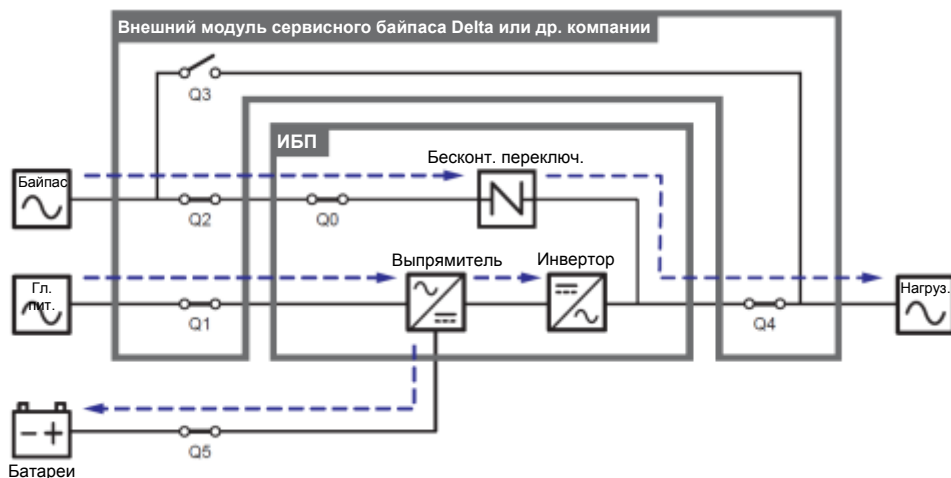 Внешний модуль сервисного байпаса Delta или др. компании
Q3
ИБП
Бесконт. переключ.
Байпас
Q2
Q0
Выпрямитель
Инвертор
Гл.
пит.
Нагруз.
Q1
Q4
Q5
Батареи